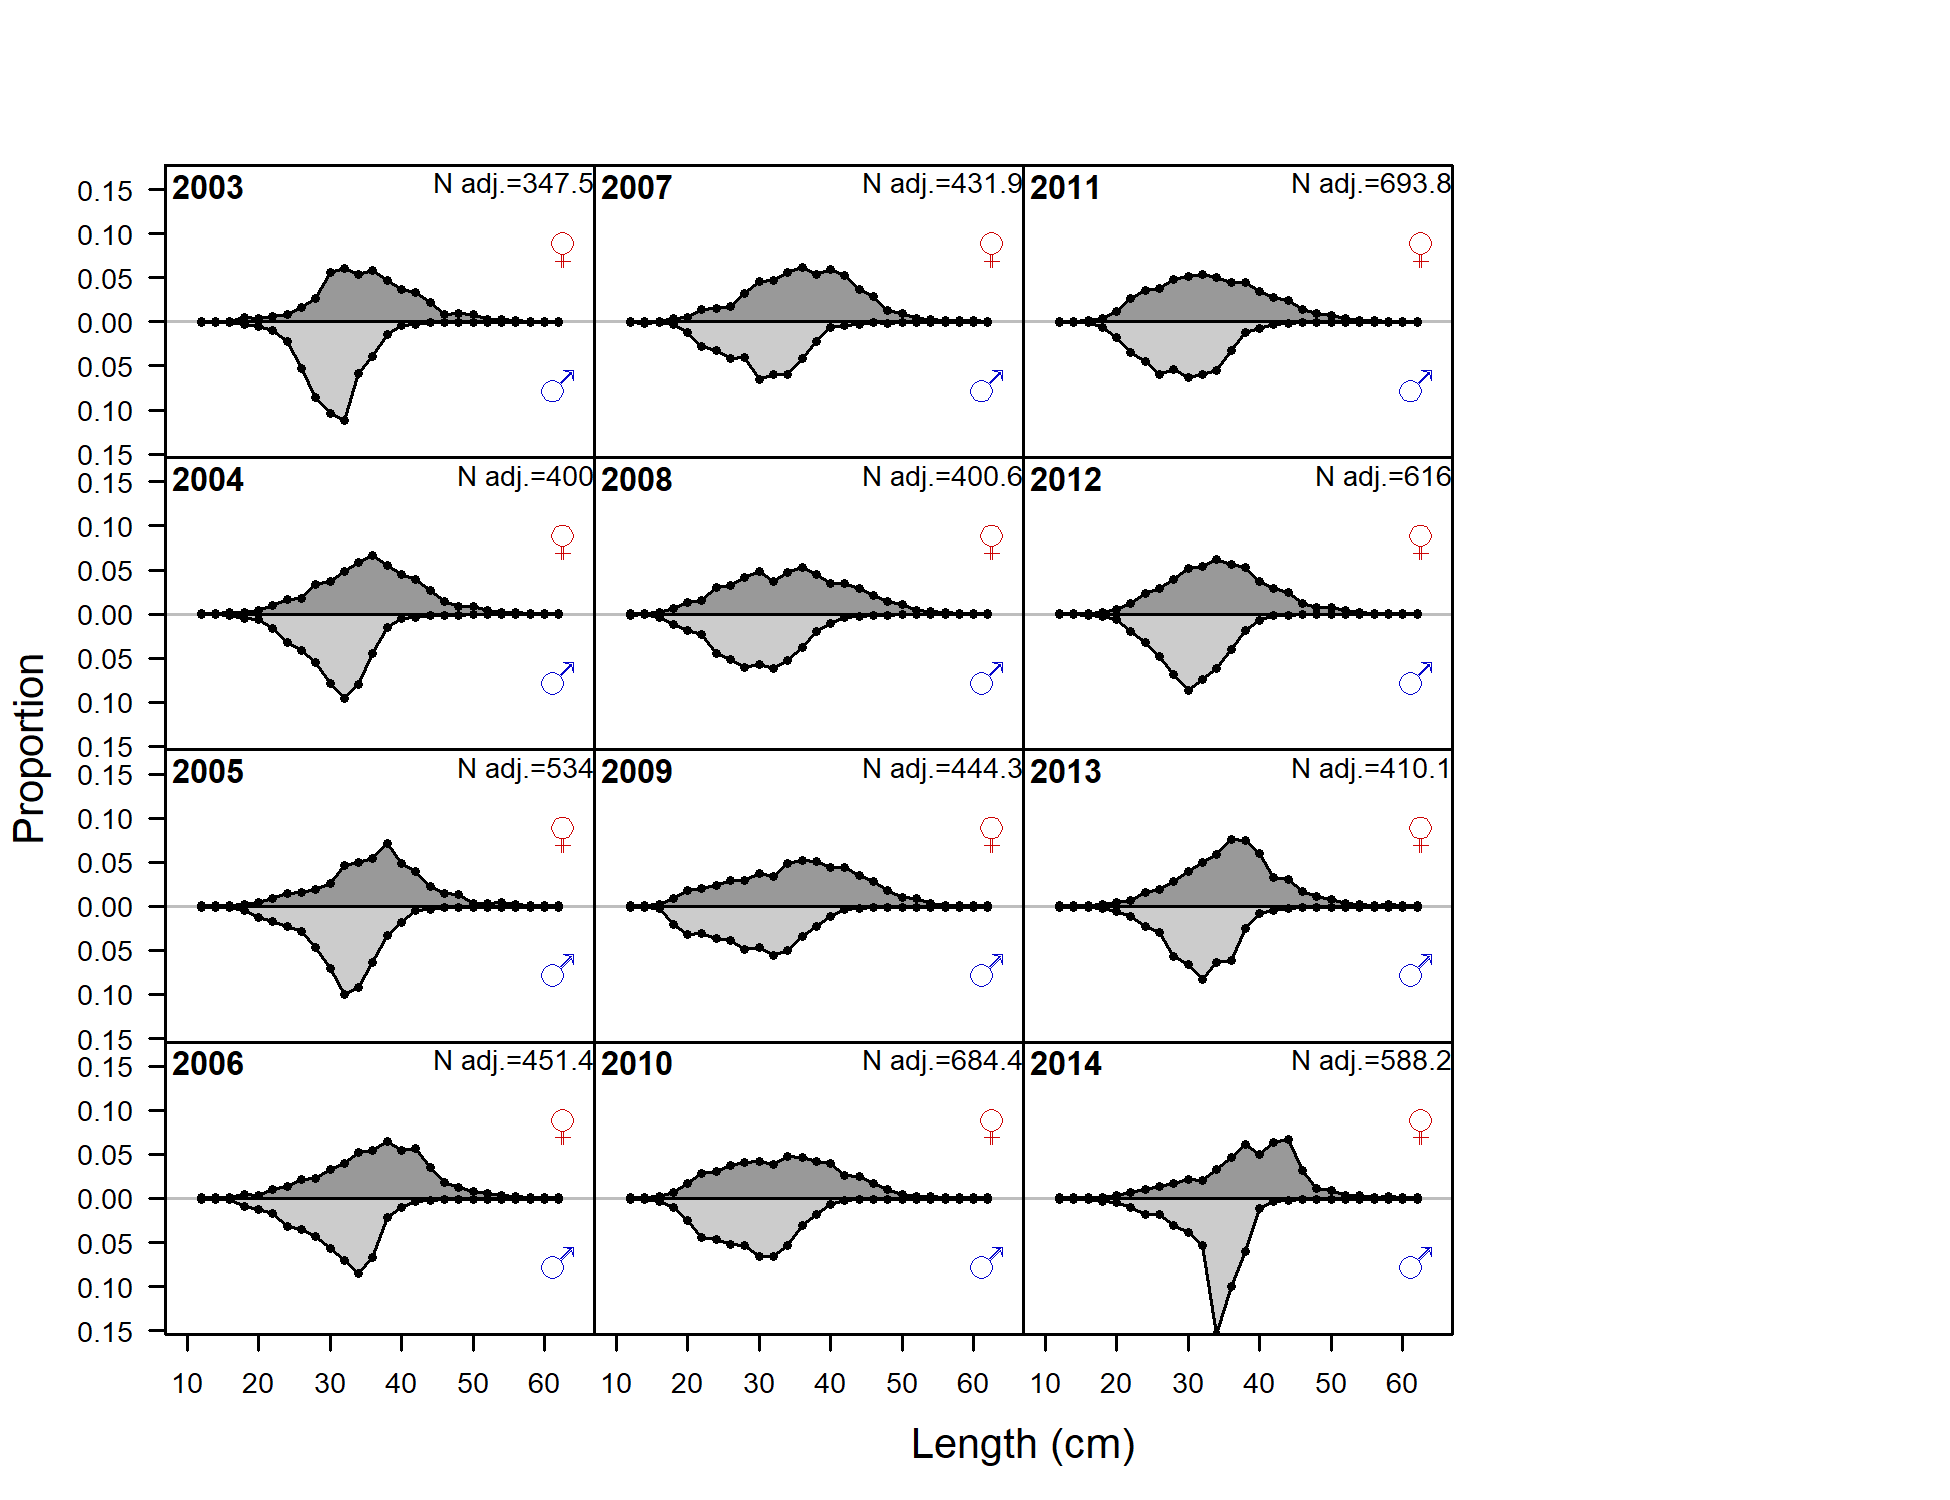 2003 N adj.=347.5 2007 N adj.=431.9 2011 N adj.=693.8
0.15
0.10 ♀ ♀ ♀
0.05
0.00
0.05
0.10 ♂ ♂ ♂
0.15
2004 N adj.=400 2008 N adj.=400.6 2012 N adj.=616
0.15
0.10 ♀ ♀ ♀
0.05
0.00
0.05
0.10 ♂ ♂ ♂
0.15
2005 N adj.=534 2009 N adj.=444.3 2013 N adj.=410.1
0.15
0.10 ♀ ♀ ♀
0.05
0.00
0.05
0.10 ♂ ♂ ♂
0.15
2006 N adj.=451.4 2010 N adj.=684.4 2014 N adj.=588.2
0.15
0.10 ♀ ♀ ♀
0.05
0.00
0.05
0.10 ♂ ♂ ♂
0.15
10 20 30 40 50 60 10 20 30 40 50 60 10 20 30 40 50 60
Proportion
Length (cm)